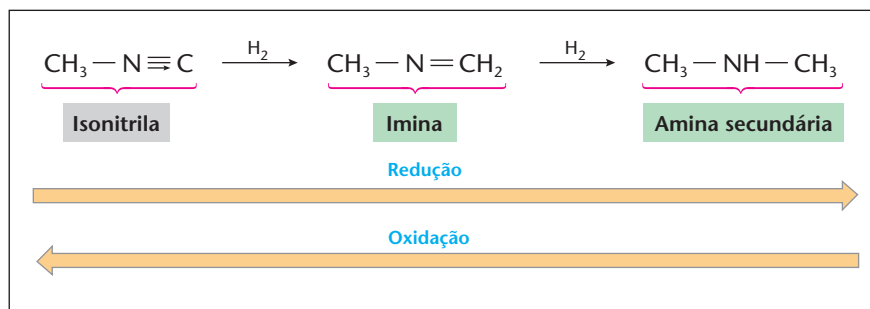 H₂ H₂
CH₃ — N ≡ C → CH₃ — N = CH₂ → CH₃ — NH — CH₃
Isonitrila Imina Amina secundária
Redução
Oxidação